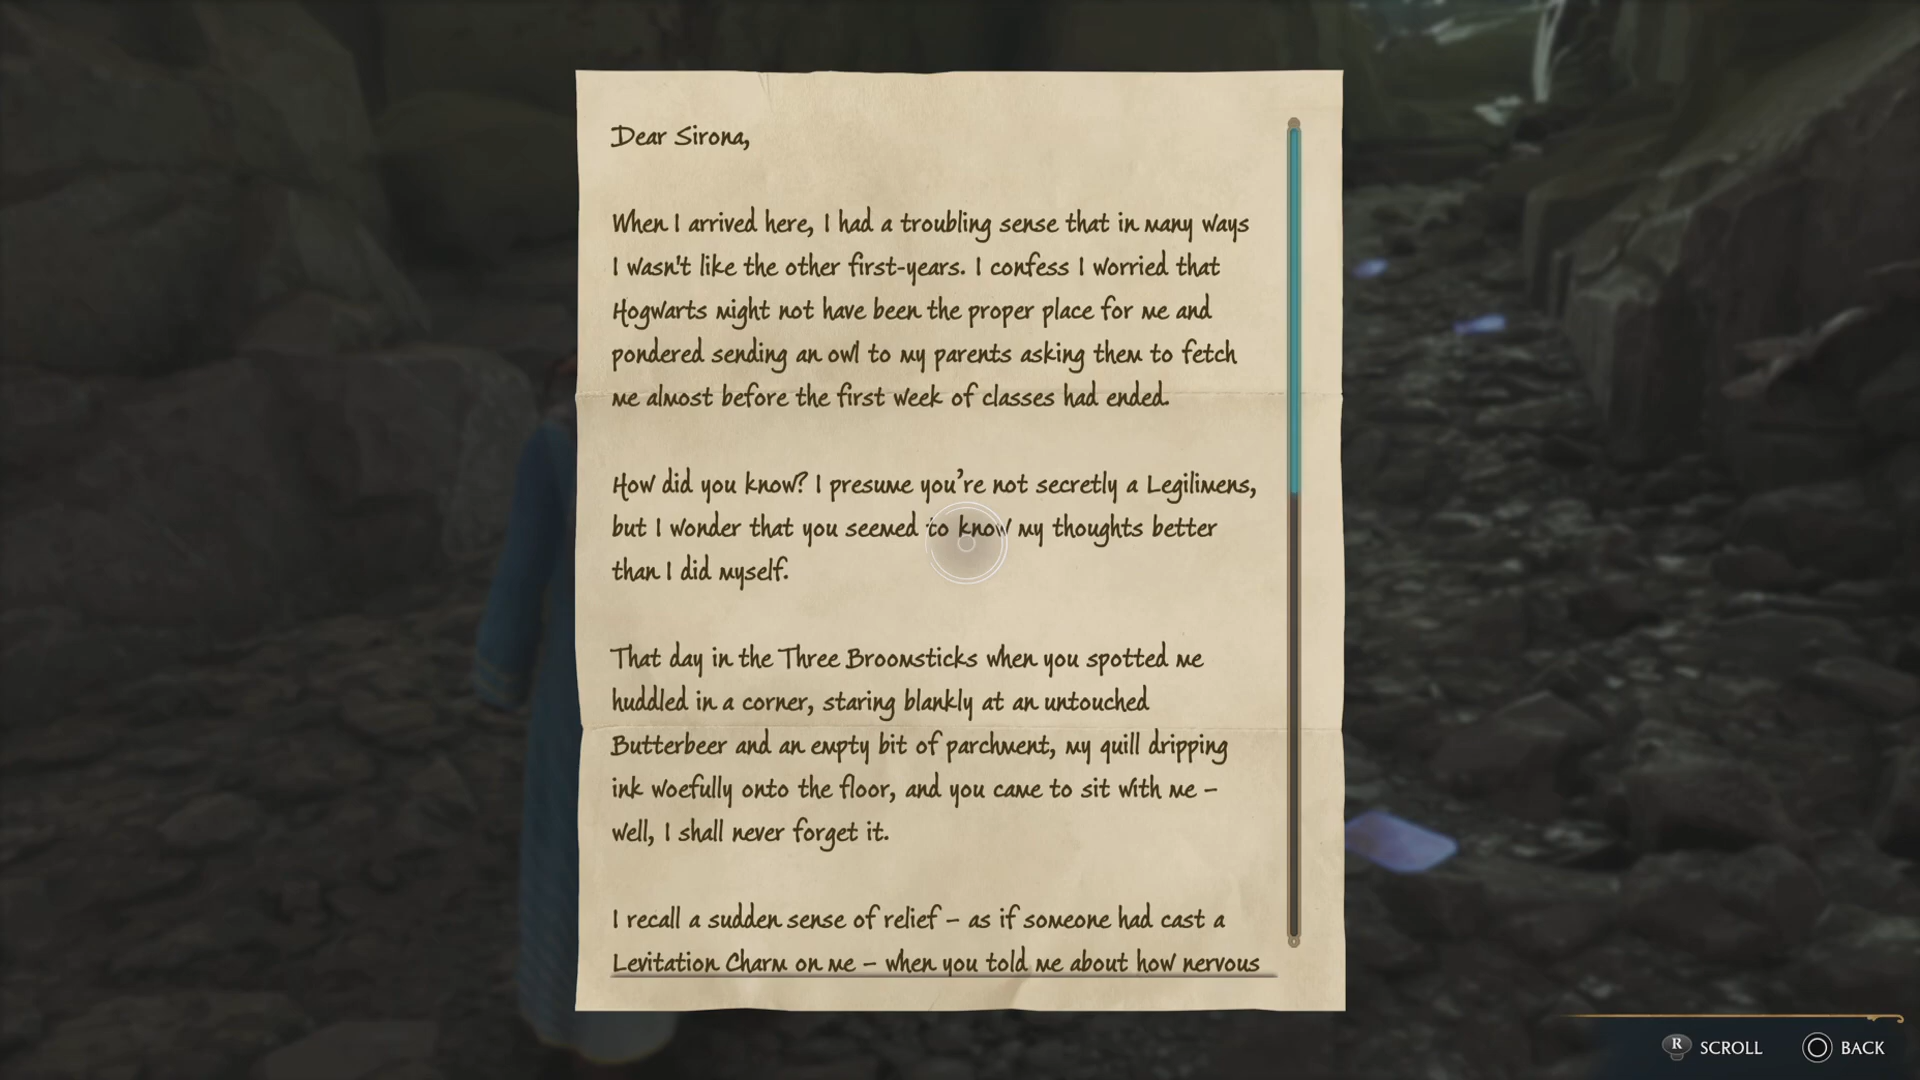 Dear Sirona,
When I arrived here, I had a troubling sense that in many ways
I wasn't like the other first-years. I confess I worried that
Hogwarts might not have been the proper place for me and
pondered sending an owl to my parents asking them to fetch
me almost before the first week of classes had ended.
How did you know? I presume you're not secretly a Legilimens,
but I wonder that you seemed to know my thoughts better
than I did myself.
That day in the Three Broomsticks when you spotted me
huddled in a corner, staring blankly at an untouched
Butterbeer and an empty bit of parchment, my quill dripping
ink woefully onto the floor, and you came to sit with me –
well, I shall never forget it.
I recall a sudden sense of relief – as if someone had cast a
Levitation Charm on me – when you told me about how nervous
R SCROLL BACK